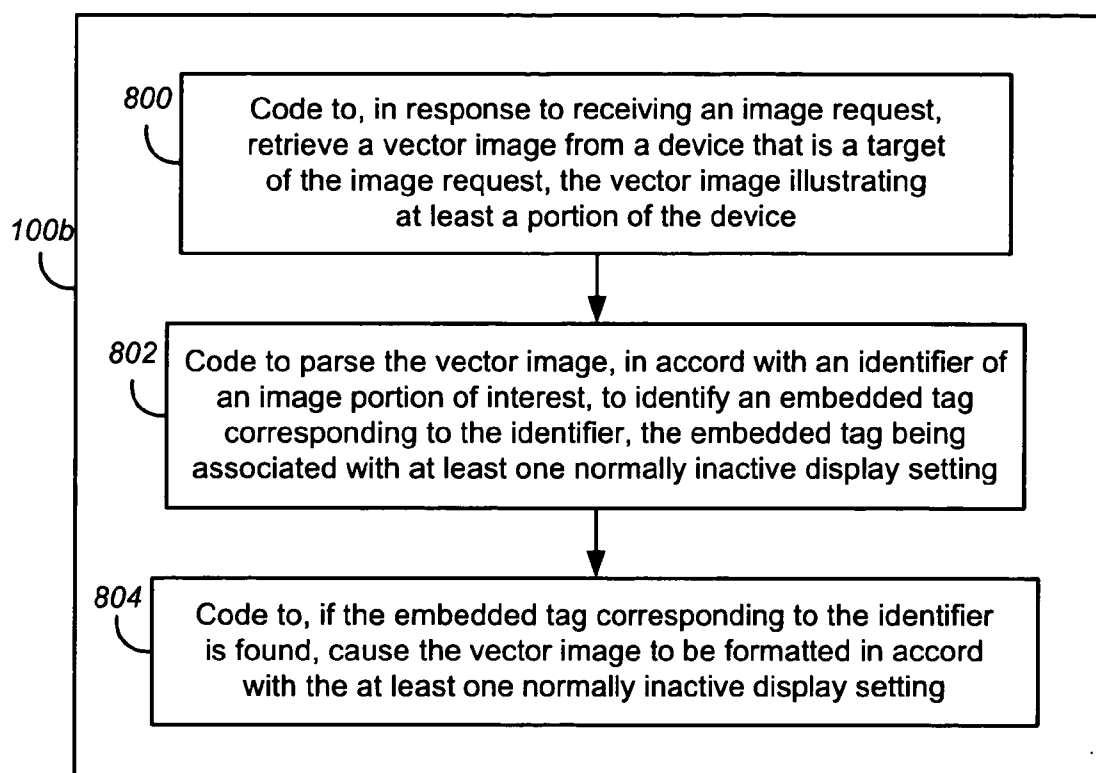 800
Code to, in response to receiving an image request,
retrieve a vector image from a device that is a target
of the image request, the vector image illustrating
at least a portion of the device
100b
802
Code to parse the vector image, in accord with an identifier of
an image portion of interest, to identify an embedded tag
corresponding to the identifier, the embedded tag being
associated with at least one normally inactive display setting
804
Code to, if the embedded tag corresponding to the identifier
is found, cause the vector image to be formatted in accord
with the at least one normally inactive display setting